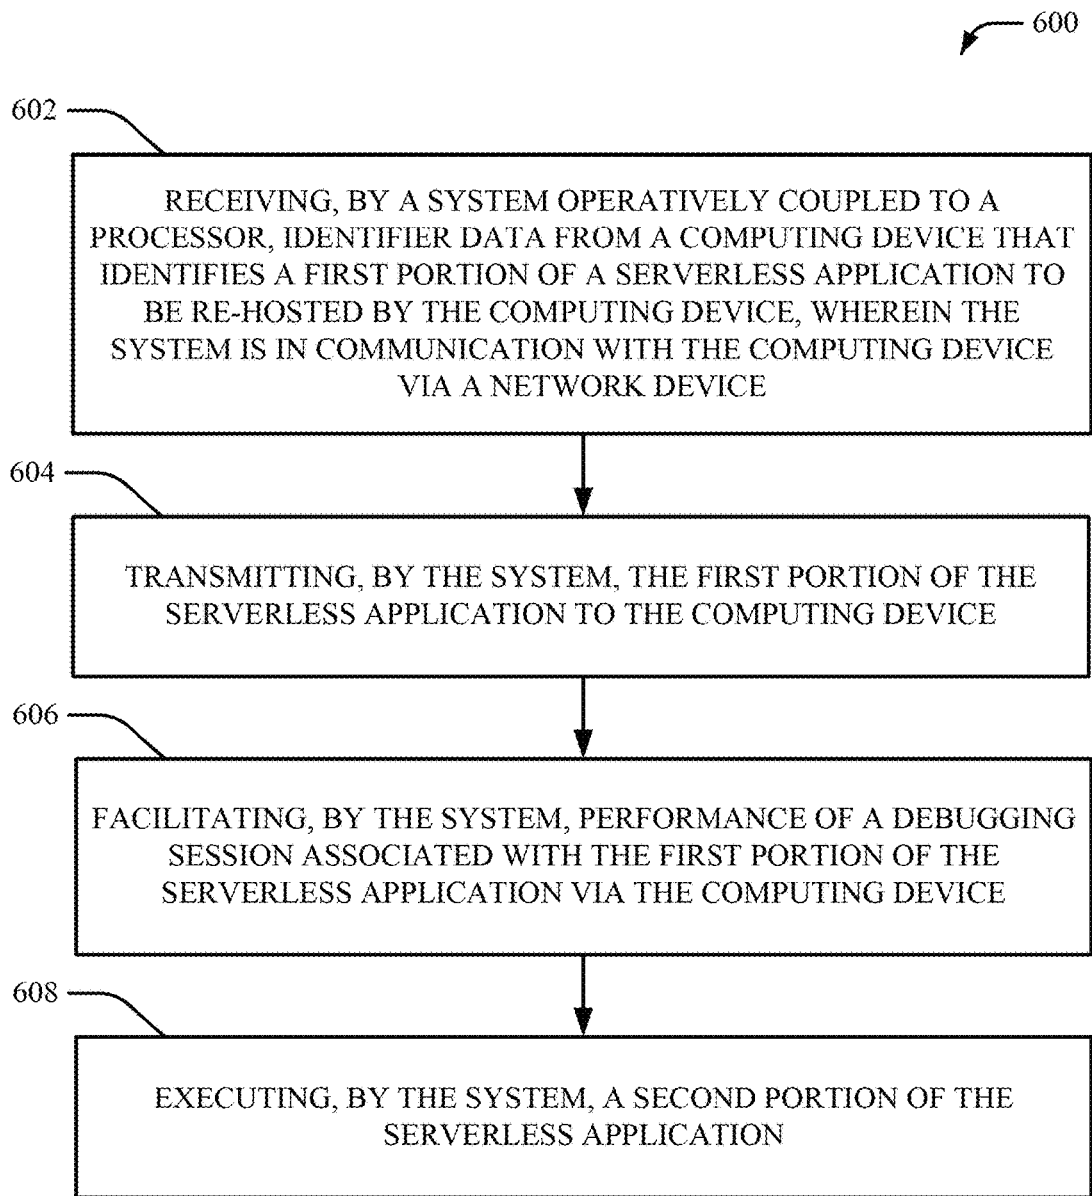 600
602
RECEIVING, BY A SYSTEM OPERATIVELY COUPLED TO A
PROCESSOR, IDENTIFIER DATA FROM A COMPUTING DEVICE THAT
IDENTIFIES A FIRST PORTION OF A SERVERLESS APPLICATION TO
BE RE-HOSTED BY THE COMPUTING DEVICE, WHEREIN THE
SYSTEM IS IN COMMUNICATION WITH THE COMPUTING DEVICE
VIA A NETWORK DEVICE
604
TRANSMITTING, BY THE SYSTEM, THE FIRST PORTION OF THE
SERVERLESS APPLICATION TO THE COMPUTING DEVICE
606
FACILITATING, BY THE SYSTEM, PERFORMANCE OF A DEBUGGING
SESSION ASSOCIATED WITH THE FIRST PORTION OF THE
SERVERLESS APPLICATION VIA THE COMPUTING DEVICE
608
EXECUTING, BY THE SYSTEM, A SECOND PORTION OF THE
SERVERLESS APPLICATION